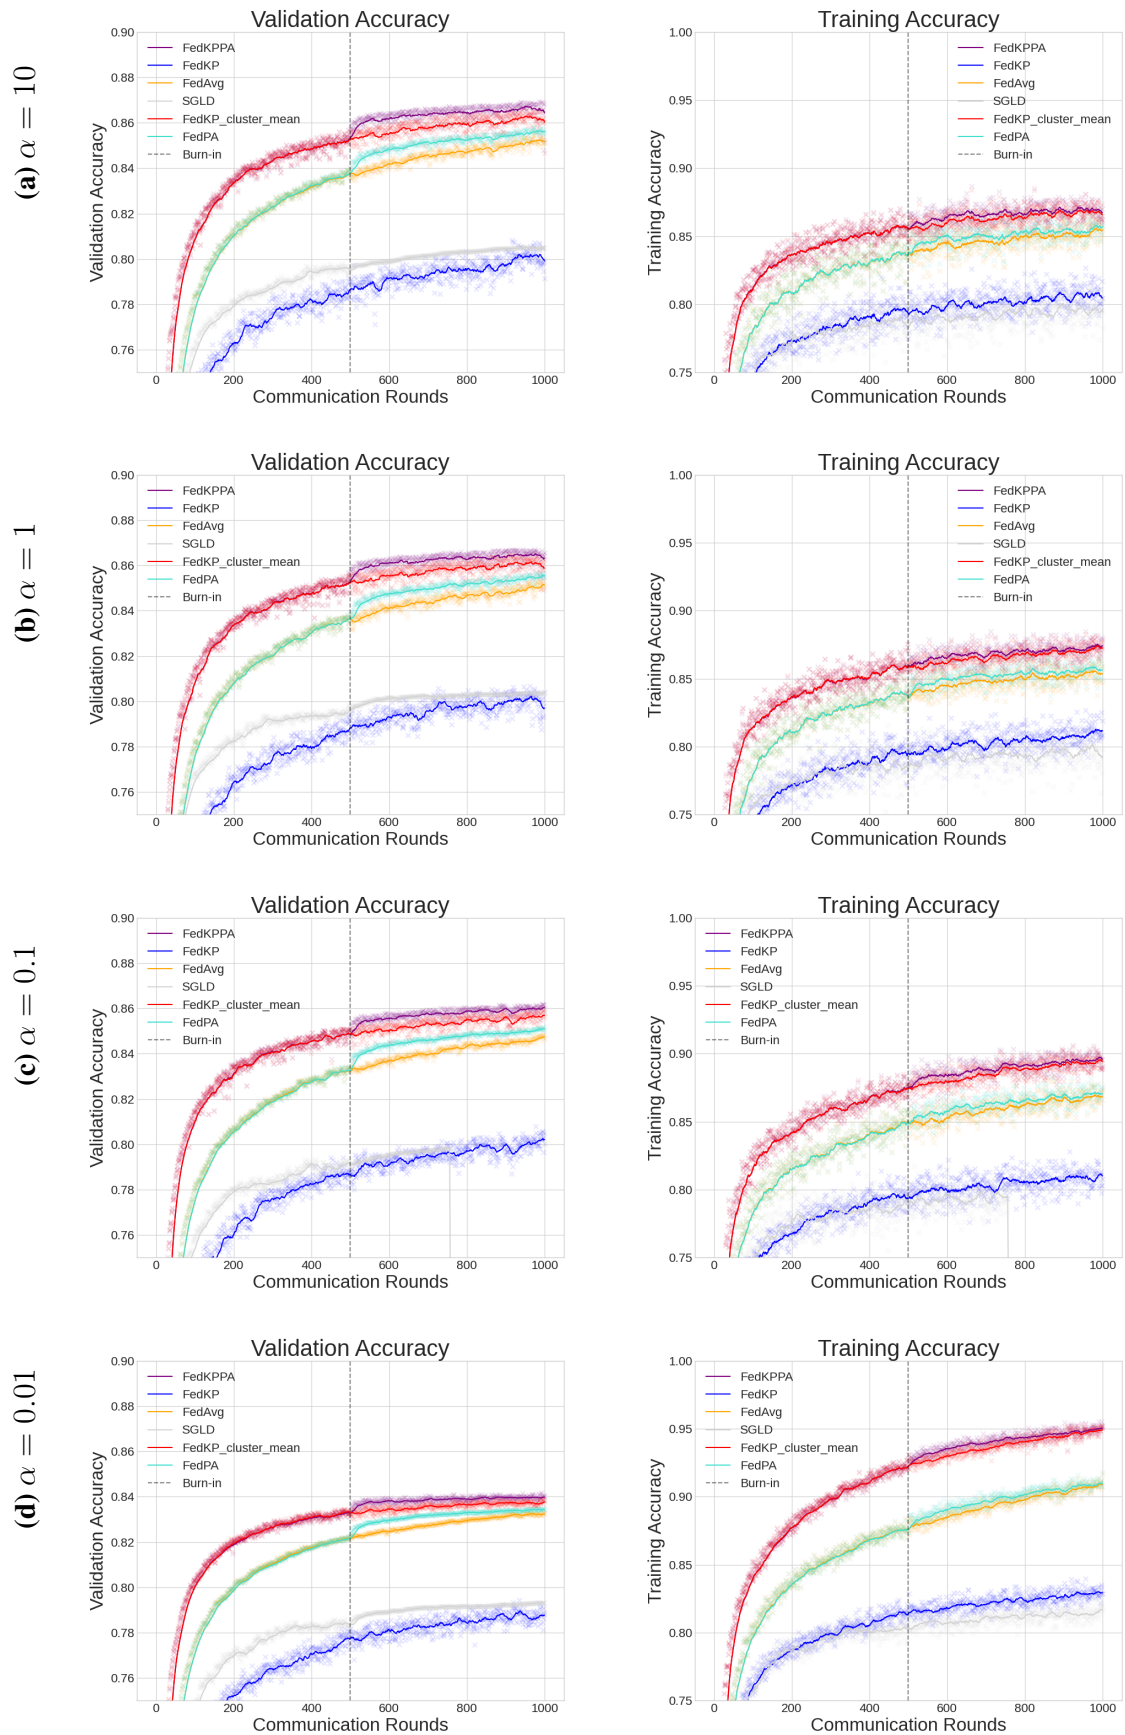 (a) α = 10
Validation Accuracy
Validation Accuracy
0.90
0.88
0.86
0.84
0.82
0.80
0.78
0.76
FedKPPA
FedKP
FedAvg
SGLD
FedKP_cluster_mean
FedPA
Burn-in
0 200 400 600 800 1000
Communication Rounds
Training Accuracy
Training Accuracy
1.00
0.95
0.90
0.85
0.80
0.75
FedKPPA
FedKP
FedAvg
SGLD
FedKP_cluster_mean
FedPA
Burn-in
0 200 400 600 800 1000
Communication Rounds
(b) α = 1
Validation Accuracy
Validation Accuracy
0.90
0.88
0.86
0.84
0.82
0.80
0.78
0.76
FedKPPA
FedKP
FedAvg
SGLD
FedKP_cluster_mean
FedPA
Burn-in
0 200 400 600 800 1000
Communication Rounds
Training Accuracy
Training Accuracy
1.00
0.95
0.90
0.85
0.80
0.75
FedKPPA
FedKP
FedAvg
SGLD
FedKP_cluster_mean
FedPA
Burn-in
0 200 400 600 800 1000
Communication Rounds
(c) α = 0.1
Validation Accuracy
Validation Accuracy
0.90
0.88
0.86
0.84
0.82
0.80
0.78
0.76
FedKPPA
FedKP
FedAvg
SGLD
FedKP_cluster_mean
FedPA
Burn-in
0 200 400 600 800 1000
Communication Rounds
Training Accuracy
Training Accuracy
1.00
0.95
0.90
0.85
0.80
0.75
FedKPPA
FedKP
FedAvg
SGLD
FedKP_cluster_mean
FedPA
Burn-in
0 200 400 600 800 1000
Communication Rounds
(d) α = 0.01
Validation Accuracy
Validation Accuracy
0.90
0.88
0.86
0.84
0.82
0.80
0.78
0.76
FedKPPA
FedKP
FedAvg
SGLD
FedKP_cluster_mean
FedPA
Burn-in
0 200 400 600 800 1000
Communication Rounds
Training Accuracy
Training Accuracy
1.00
0.95
0.90
0.85
0.80
0.75
FedKPPA
FedKP
FedAvg
SGLD
FedKP_cluster_mean
FedPA
Burn-in
0 200 400 600 800 1000
Communication Rounds